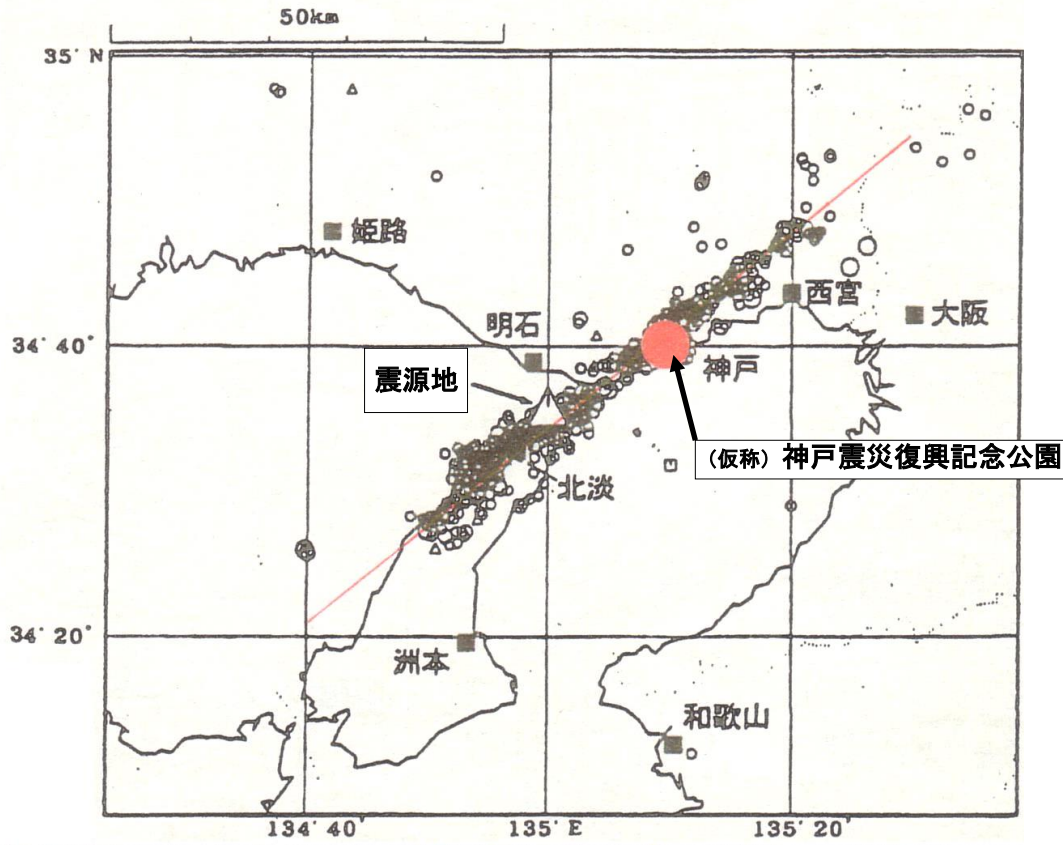 50km
35° N
姫路
西宮
大阪
明石
34° 40°
神戸
震源地
(仮称) 神戸震災復興記念公園
北淡
34° 20°
洲本
和歌山
134° 40'
135° E
135° 20'